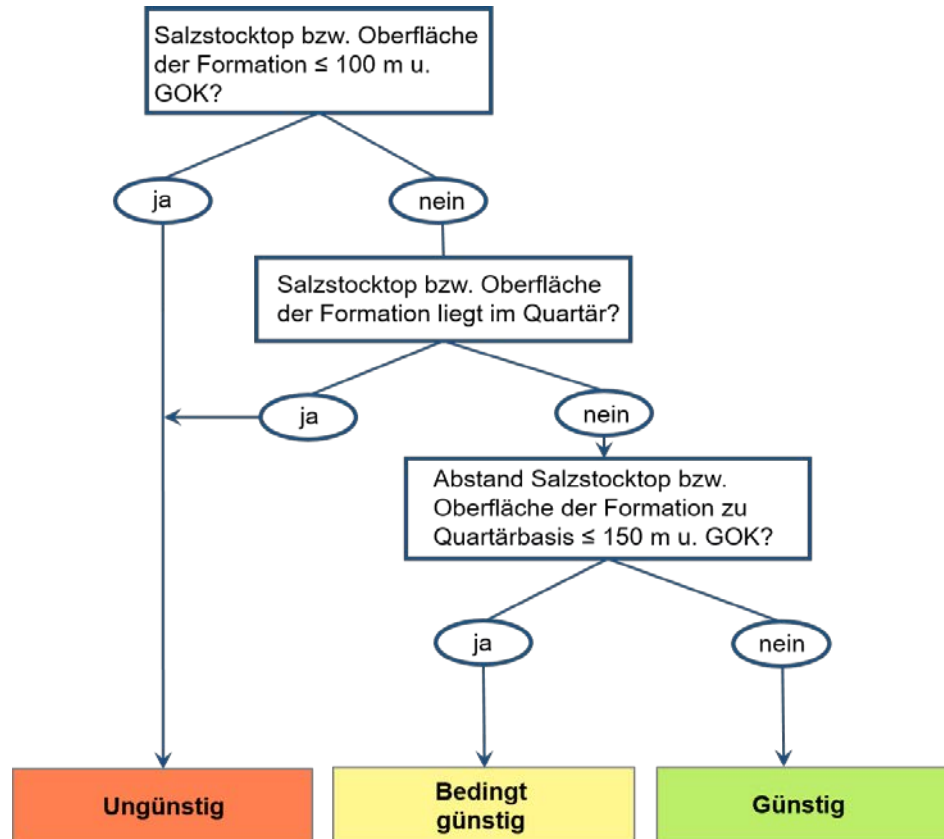 Salzstocktop bzw. Oberfläche
der Formation ≤ 100 m u.
GOK?
ja
nein
Salzstocktop bzw. Oberfläche
der Formation liegt im Quartär?
ja
nein
Abstand Salzstocktop bzw.
Oberfläche der Formation zu
Quartärbasis ≤ 150 m u. GOK?
ja
nein
Ungünstig
Bedingt
günstig
Günstig